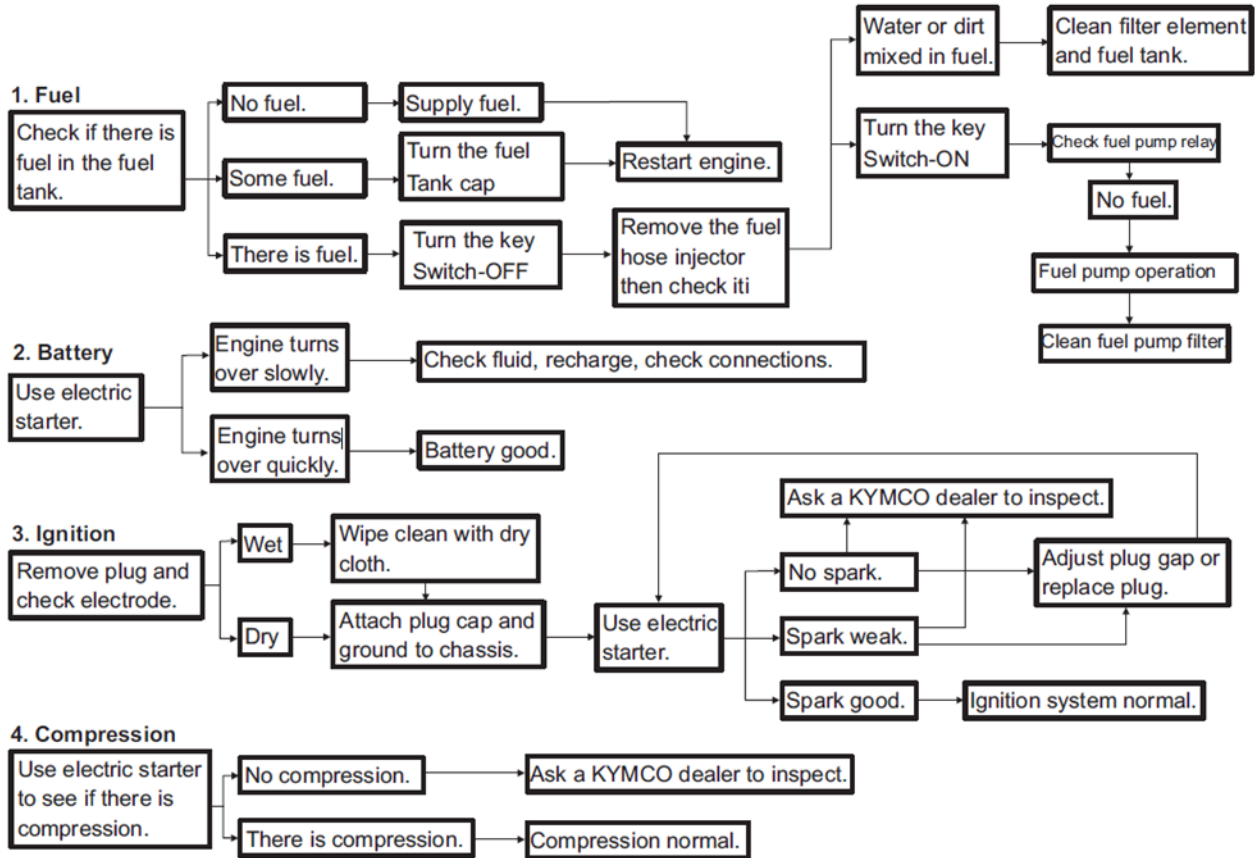 1. Fuel
Check if there is
fuel in the fuel
tank.
No fuel.
Supply fuel.
Some fuel.
Turn the fuel
Tank cap
Restart engine.
There is fuel.
Turn the key
Switch-OFF
Remove the fuel
hose injector
then check iti
Water or dirt
mixed in fuel.
Clean filter element
and fuel tank.
Turn the key
Switch-ON
Check fuel pump relay
No fuel.
Fuel pump operation
Clean fuel pump filter.
2. Battery
Use electric
starter.
Engine turns
over slowly.
Check fluid, recharge, check connections.
Engine turns
over quickly.
Battery good.
3. Ignition
Remove plug and
check electrode.
Wet
Wipe clean with dry
cloth.
Dry
Attach plug cap and
ground to chassis.
Use electric
starter.
Ask a KYMCO dealer to inspect.
No spark.
Adjust plug gap or
replace plug.
Spark weak.
Spark good.
Ignition system normal.
4. Compression
Use electric starter
to see if there is
compression.
No compression.
Ask a KYMCO dealer to inspect.
There is compression.
Compression normal.